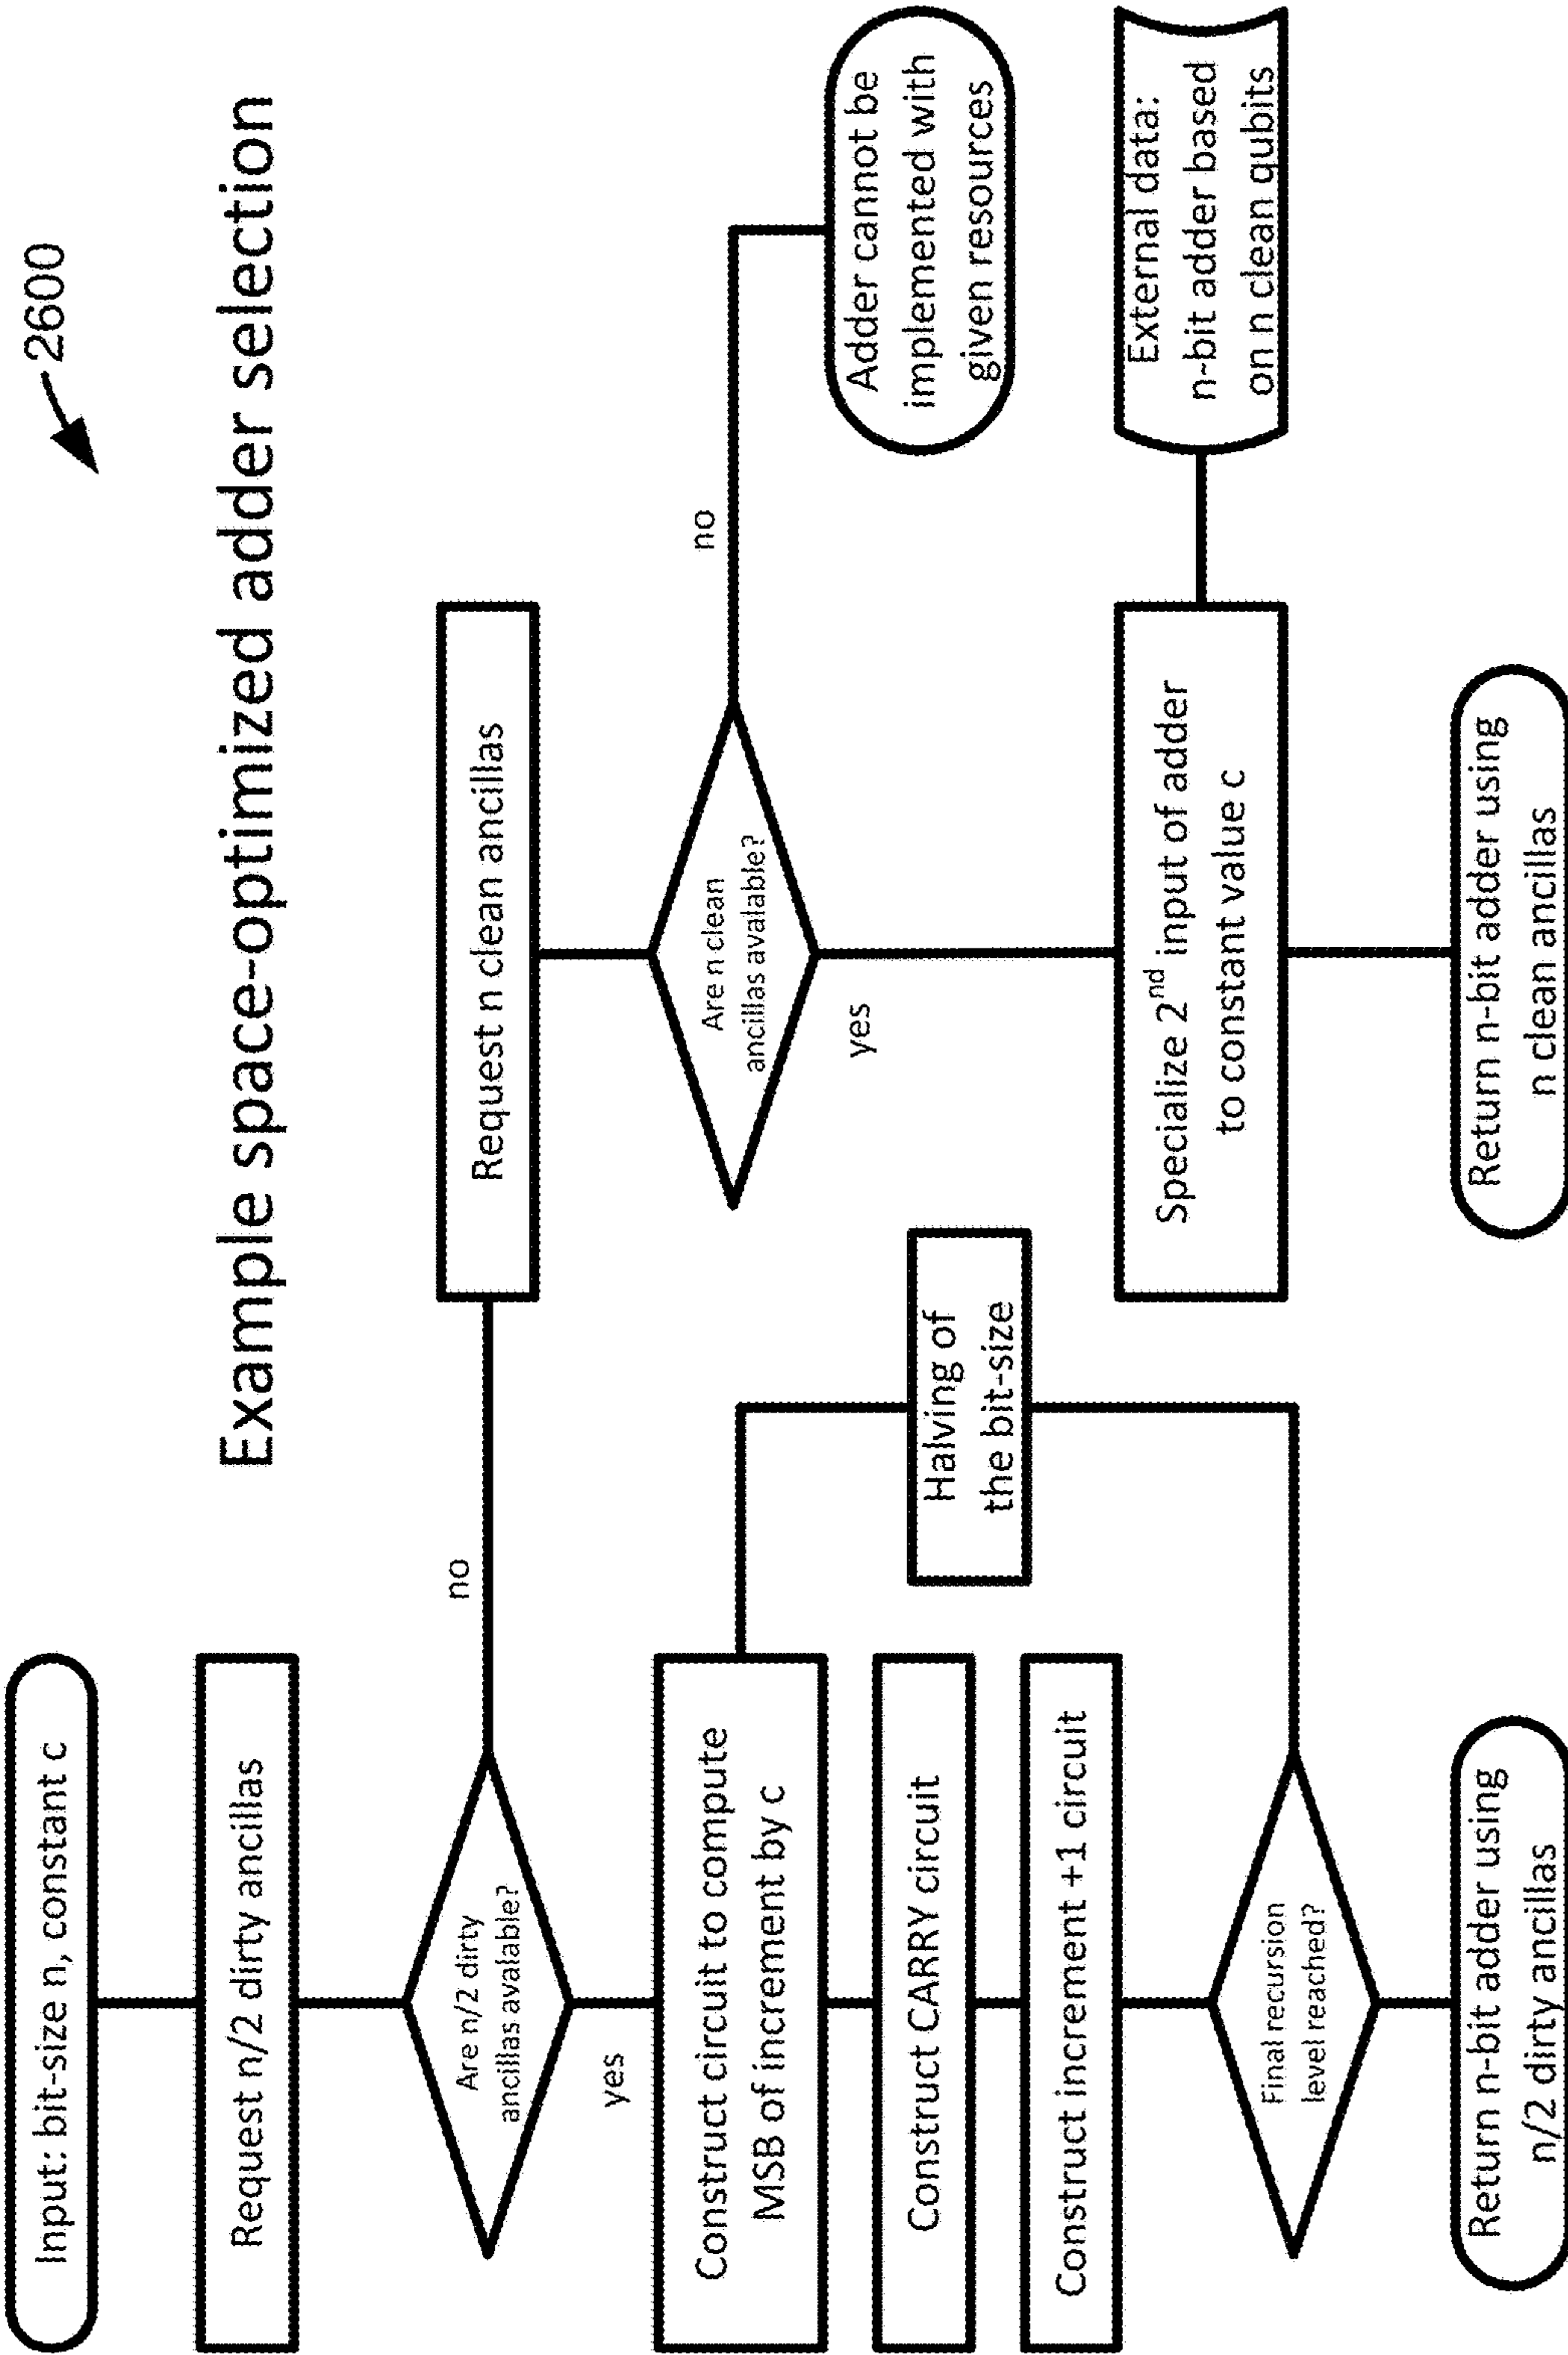 2600
Example space-optimized adder selection
Input: bit-size n, constant c
Request n/2 dirty ancillas
Are n/2 dirty
ancillas avalable?
no
yes
Construct circuit to compute
MSB of increment by c
Construct CARRY circuit
Construct increment +1 circuit
Halving of
the bit-size
Final recursion
level reached?
Return n-bit adder using
n/2 dirty ancillas
Request n clean ancillas
Are n clean
ancillas avalable?
no
yes
Adder cannot be
implemented with
given resources
Specialize 2nd input of adder
to constant value c
External data:
n-bit adder based
on n clean qubits
Return n-bit adder using
n clean ancillas